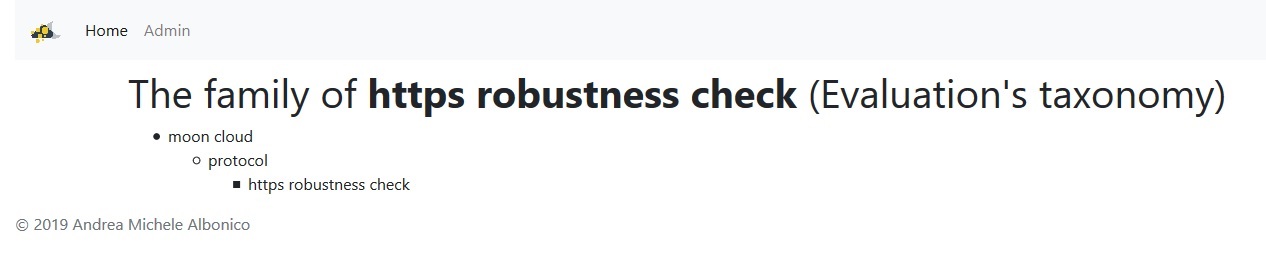 Home Admin
The family of https robustness check (Evaluation's taxonomy)
moon cloud
protocol
https robustness check
© 2019 Andrea Michele Albonico